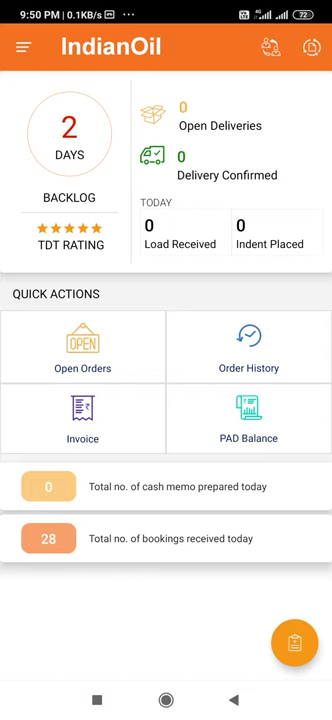 9:50 PM | 0.1KB/s ...
4G
72
IndianOil
2
DAYS
BACKLOG
TDT RATING
0
Open Deliveries
0
Delivery Confirmed
TODAY
0
Load Received
0
Indent Placed
QUICK ACTIONS
OPEN
Open Orders
Order History
₹
Invoice
PAD Balance
0 Total no. of cash memo prepared today
28 Total no. of bookings received today